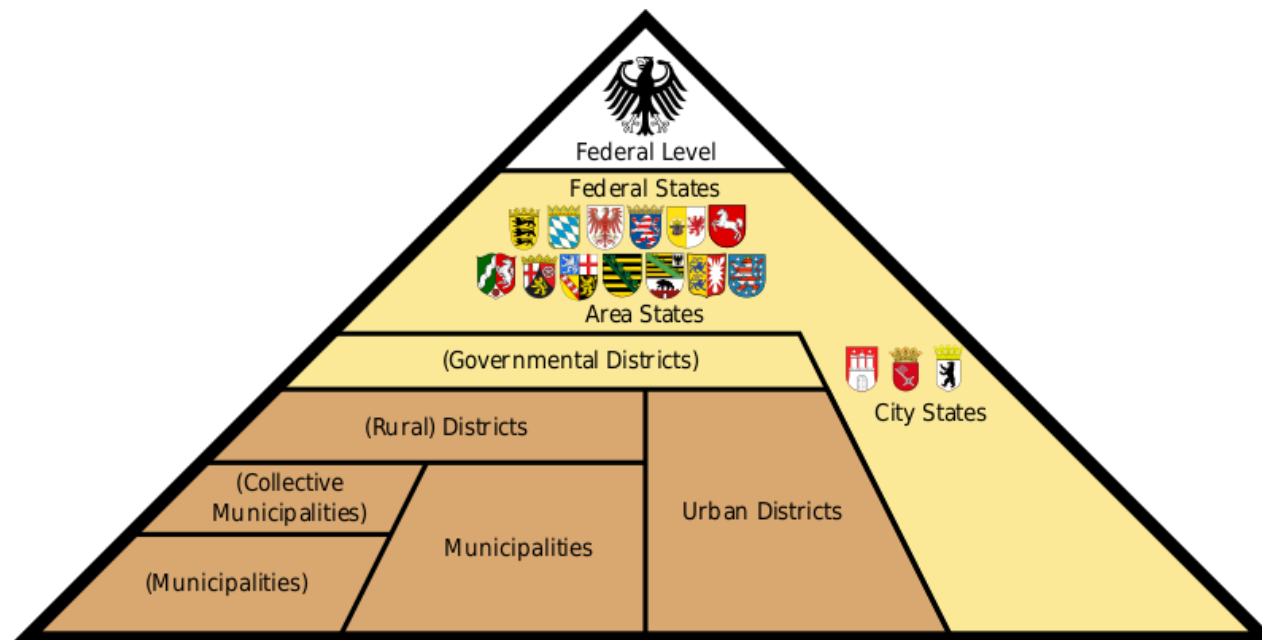 Federal Level
Federal States
Area States
(Governmental Districts)
City States
(Rural) Districts
(Collective
Municipalities)
Urban Districts
Municipalities
(Municipalities)